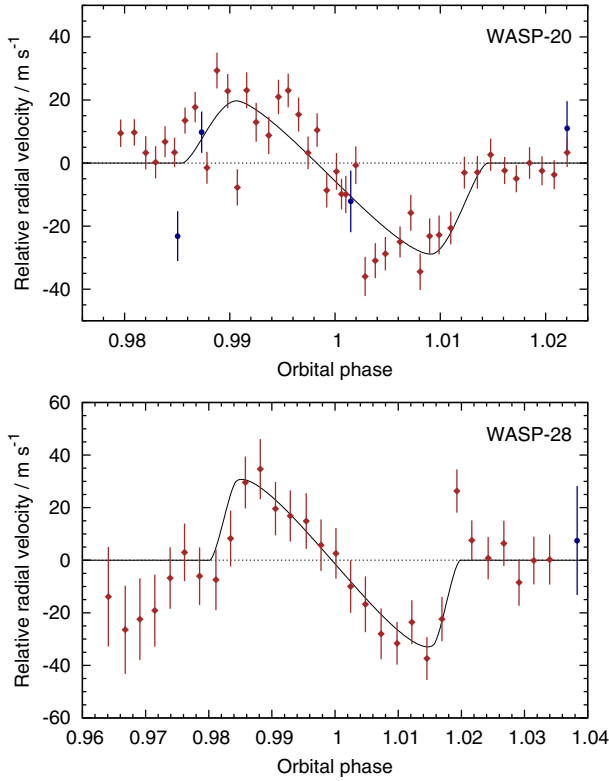 WASP-20
40
20
0
-20
-40
Relative radial velocity / m s⁻¹
0.98 0.99 1 1.01 1.02
Orbital phase
WASP-28
60
40
20
0
-20
-40
-60
Relative radial velocity / m s⁻¹
0.96 0.97 0.98 0.99 1 1.01 1.02 1.03 1.04
Orbital phase